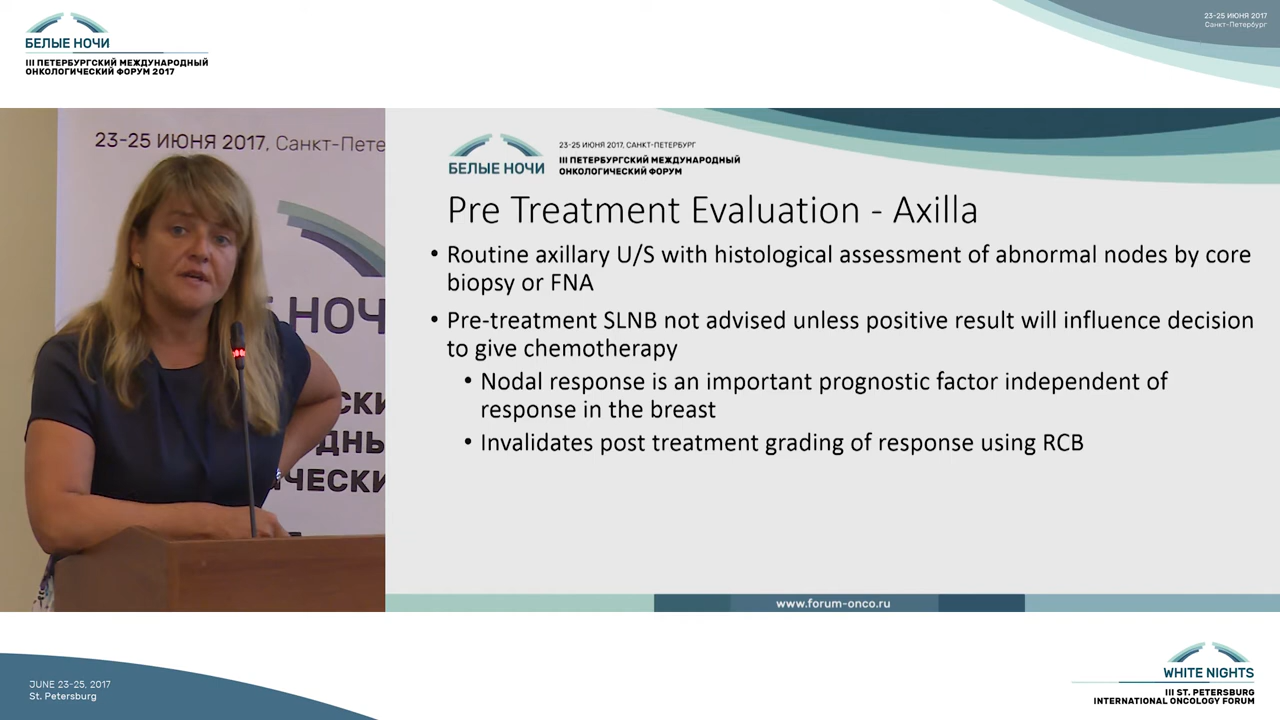 БЕЛЫЕ НОЧИ
III ПЕТЕРБУРГСКИЙ МЕЖДУНАРОДНЫЙ
ОНКОЛОГИЧЕСКИЙ ФОРУМ 2017
23-25 ИЮНЯ 2017
Санкт-Петербург
23-25 ИЮНЯ 2017, Санкт-Пете
НОЧ
СКИ
ДНЫ
ЧЕСКИ
23-25 ИЮНЯ 2017, САНКТ-ПЕТЕРБУРГ
БЕЛЫЕ НОЧИ
III ПЕТЕРБУРГСКИЙ МЕЖДУНАРОДНЫЙ
ОНКОЛОГИЧЕСКИЙ ФОРУМ
Pre Treatment Evaluation - Axilla
• Routine axillary U/S with histological assessment of abnormal nodes by core
biopsy or FNA
• Pre-treatment SLNB not advised unless positive result will influence decision
to give chemotherapy
• Nodal response is an important prognostic factor independent of
response in the breast
• Invalidates post treatment grading of response using RCB
www.forum-onco.ru
JUNE 23-25, 2017
St. Petersburg
WHITE NIGHTS
III ST. PETERSBURG
INTERNATIONAL ONCOLOGY FORUM